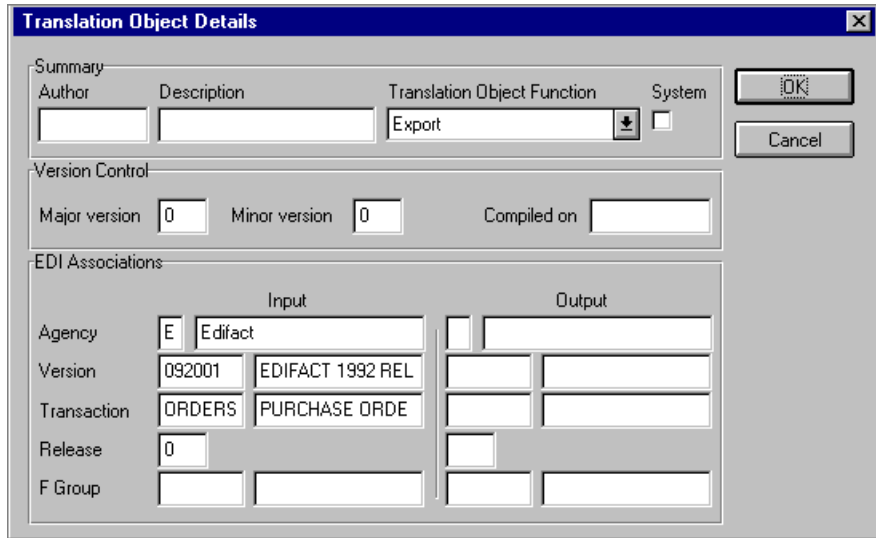 Translation Object Details
Summary
Author Description Translation Object Function System
Export
OK
Cancel
Version Control
Major version 0 Minor version 0 Compiled on
EDI Associations
Input Output
Agency E Edifact
Version 092001 EDIFACT 1992 REL
Transaction ORDERS PURCHASE ORDE
Release 0
F Group